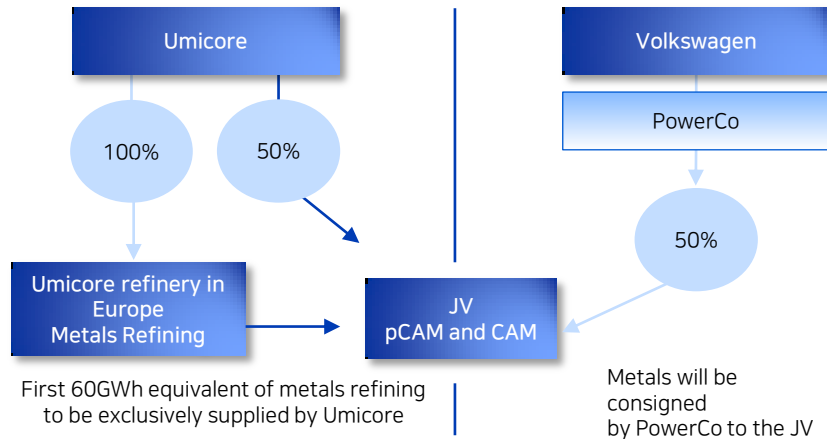 Umicore
Volkswagen
PowerCo
100%
50%
50%
Umicore refinery in
Europe
Metals Refining
JV
pCAM and CAM
First 60GWh equivalent of metals refining
to be exclusively supplied by Umicore
Metals will be
consigned
by PowerCo to the JV